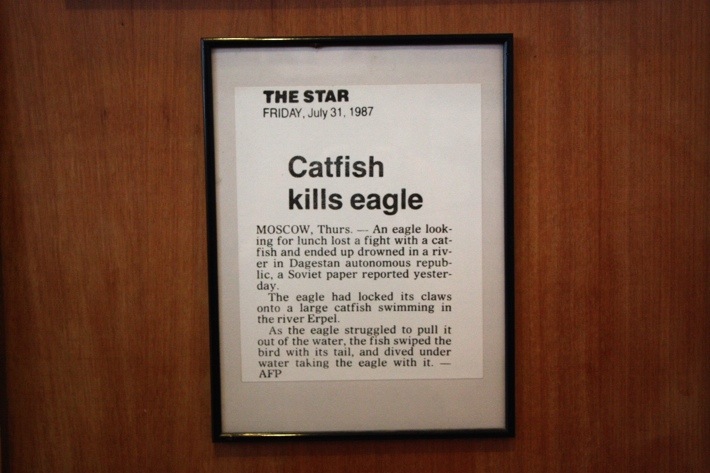 THE STAR
FRIDAY, July 31, 1987
Catfish
kills eagle
MOSCOW, Thurs. — An eagle look-
ing for lunch lost a fight with a cat-
fish and ended up drowned in a riv-
er in Dagestan autonomous repub-
lic, a Soviet paper reported yester-
day.
The eagle had locked its claws
onto a large catfish swimming in
the river Erpel.
As the eagle struggled to pull it
out of the water, the fish swiped the
bird with its tail, and dived under
water taking the eagle with it. —
AFP